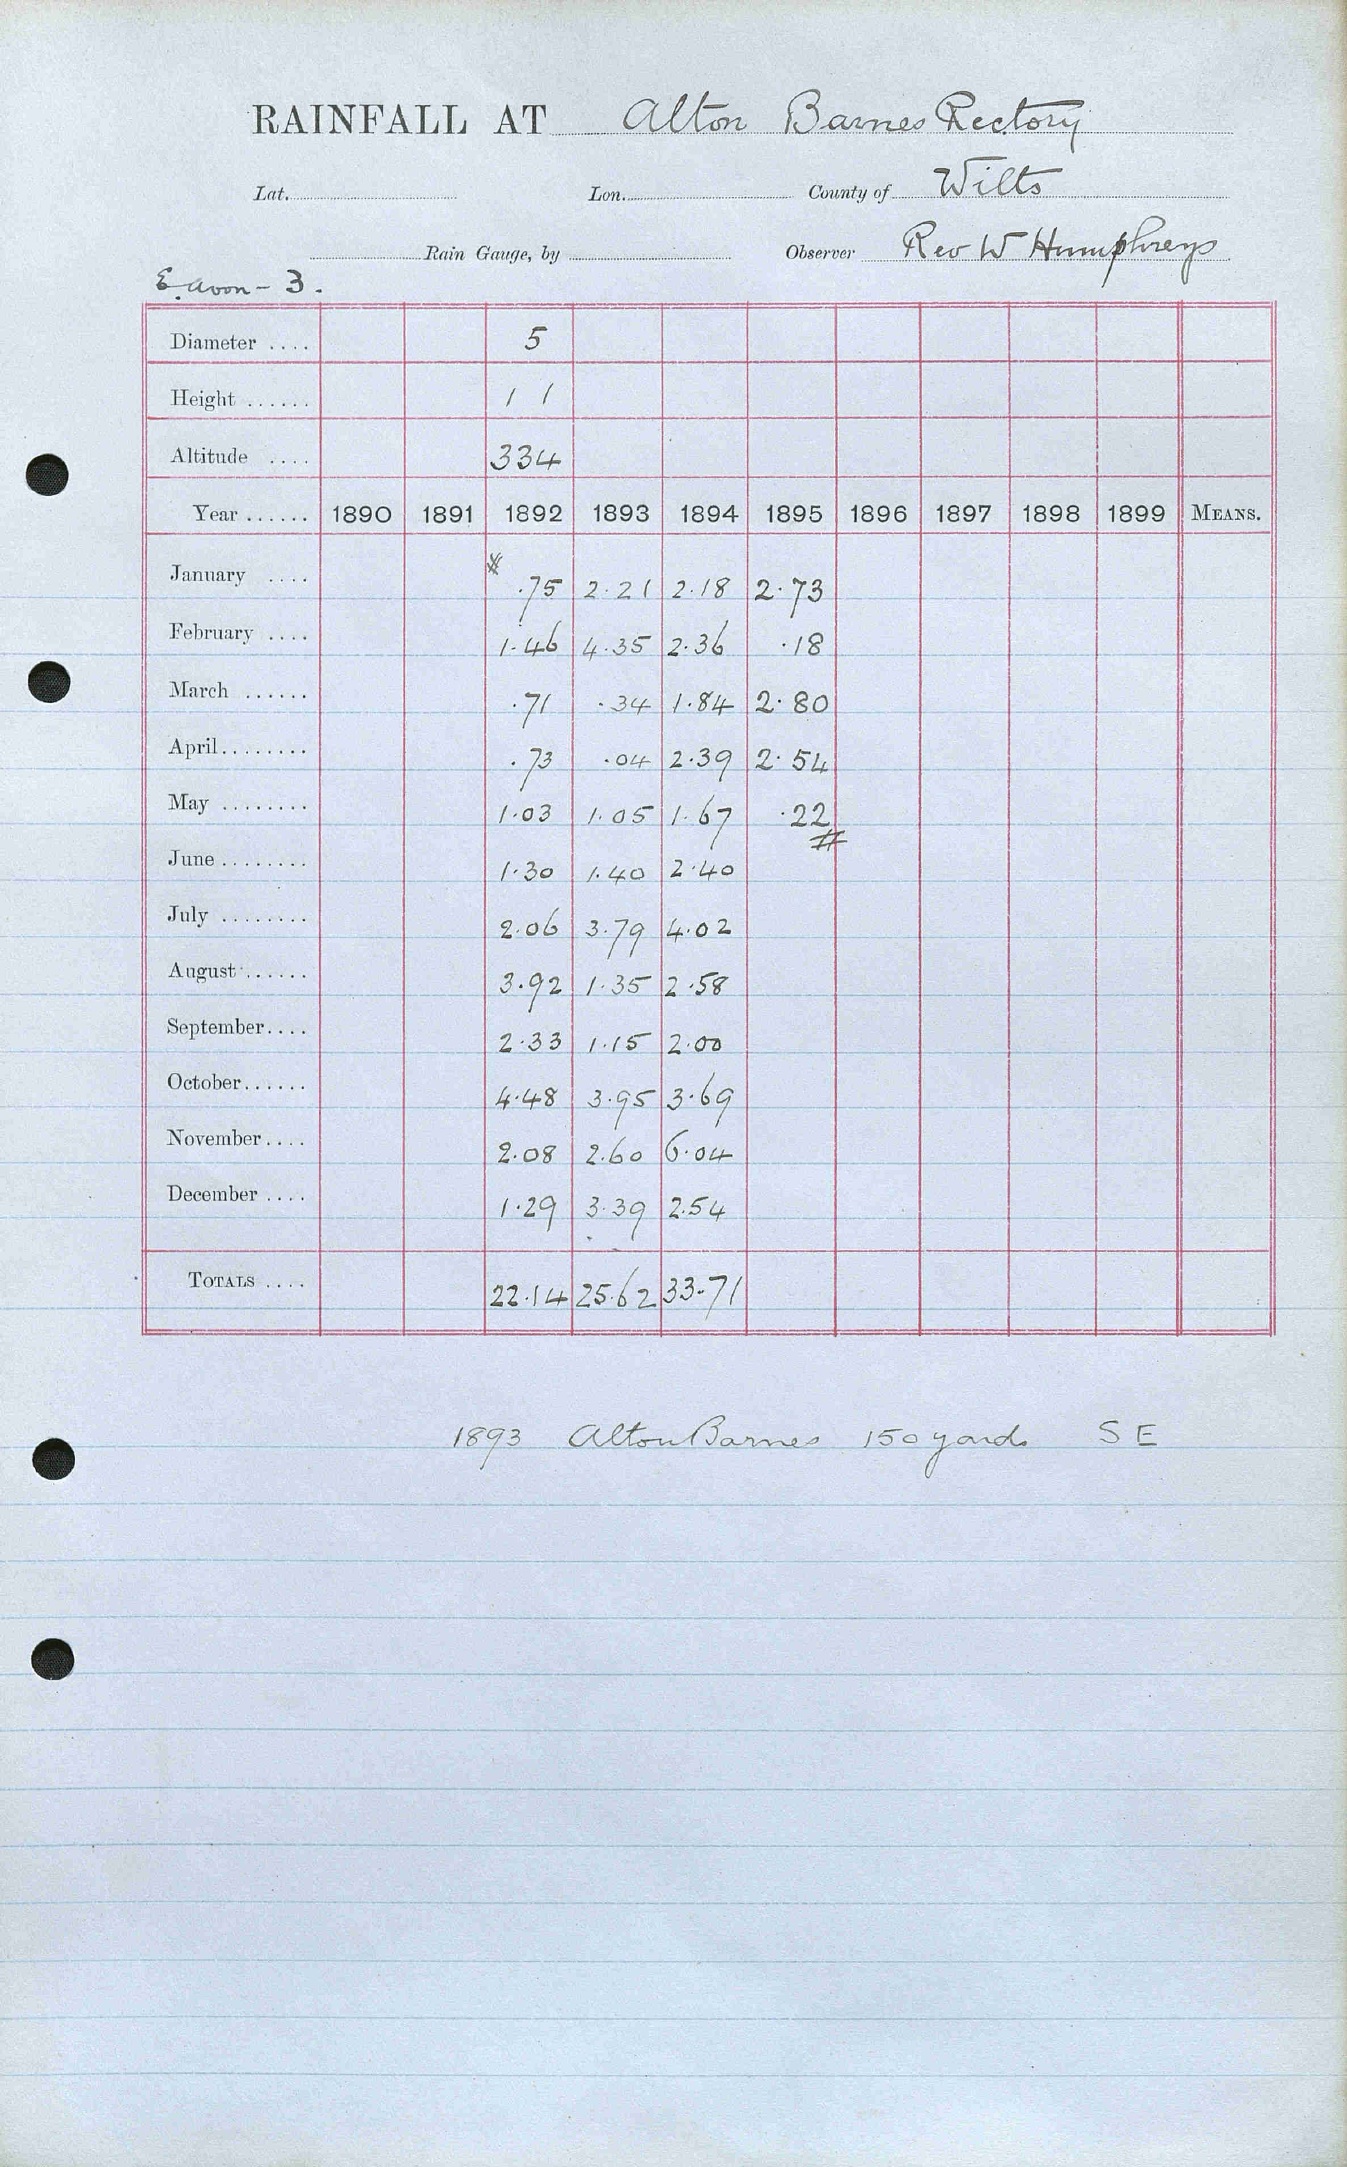 RAINFALL AT Alton Barnes Rectory
Lat. Lon. County of Wilts
Rain Gauge, by Observer Rev W Humphreys
E. Avon - 3.
Diameter .... 5
Height ...... 1 1
Altitude .... 334
Year ...... 1890 1891 1892 1893 1894 1895 1896 1897 1898 1899 MEANS.
January .... .75 2.21 2.18 2.73
February .... 1.46 4.35 2.36 .18
March ...... .71 .34 1.84 2.80
April........ .73 .04 2.39 2.54
May ........ 1.03 1.05 1.67 .22
June ........ 1.30 1.40 2.40
July ........ 2.06 3.79 4.02
August ...... 3.92 1.35 2.58
September.... 2.33 1.15 2.00
October...... 4.48 3.95 3.69
November.... 2.08 2.60 6.04
December .... 1.29 3.39 2.54
TOTALS .... 22.14 25.62 33.71
1893 Alton Barnes 150 yards S E